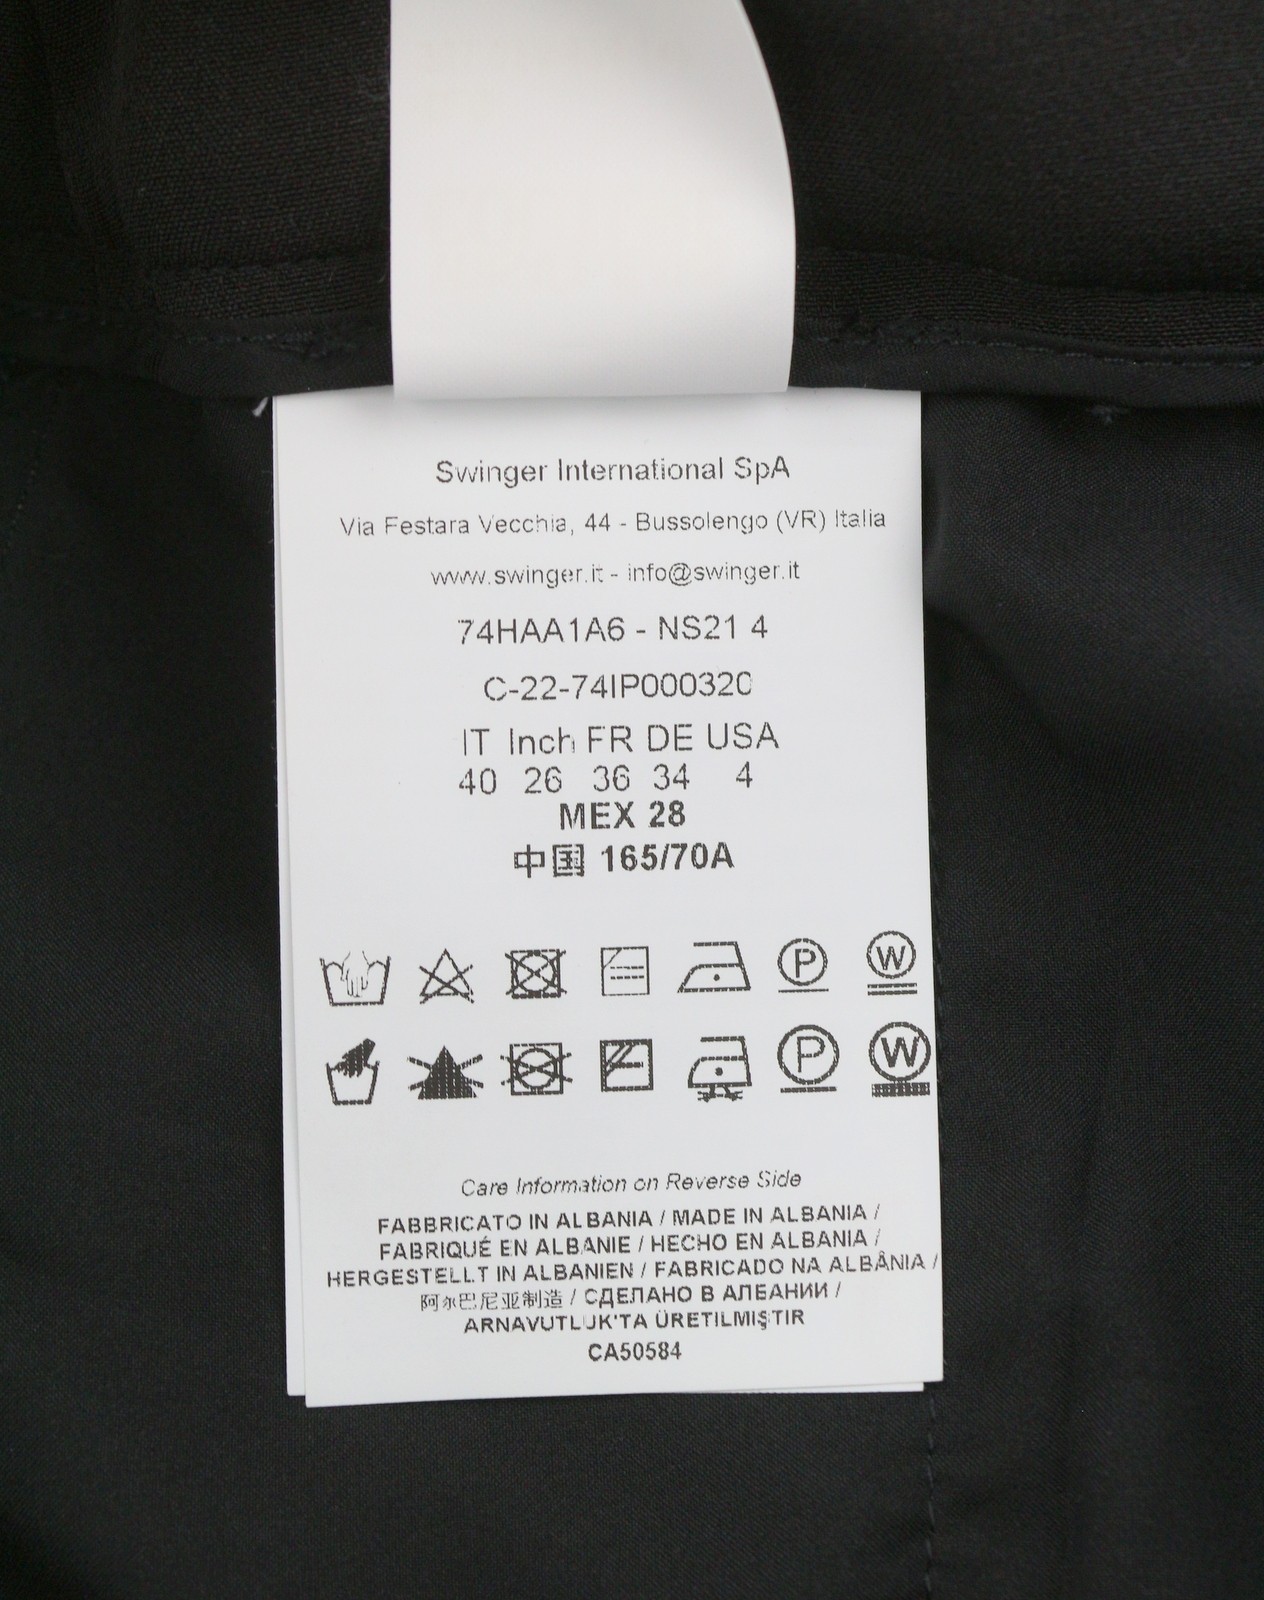 Swinger International SpA
Via Festara Vecchia, 44 - Bussolengo (VR) Italia
www.swinger.it - info@swinger.it
74HAA1A6 - NS21 4
C-22-74IP000320
IT Inch FR DE USA
40 26 36 34 4
MEX 28
中国 165/70A
P W
P W
Care Information on Reverse Side
FABBRICATO IN ALBANIA / MADE IN ALBANIA /
FABRIQUÉ EN ALBANIE / HECHO EN ALBANIA /
HERGESTELLT IN ALBANIEN / FABRICADO NA ALBÂNIA /
阿尔巴尼亚制造 / СДЕЛАНО В АЛБАНИИ /
ARNAVUTLUK'TA ÜRETILMIŞTIR
CA50584